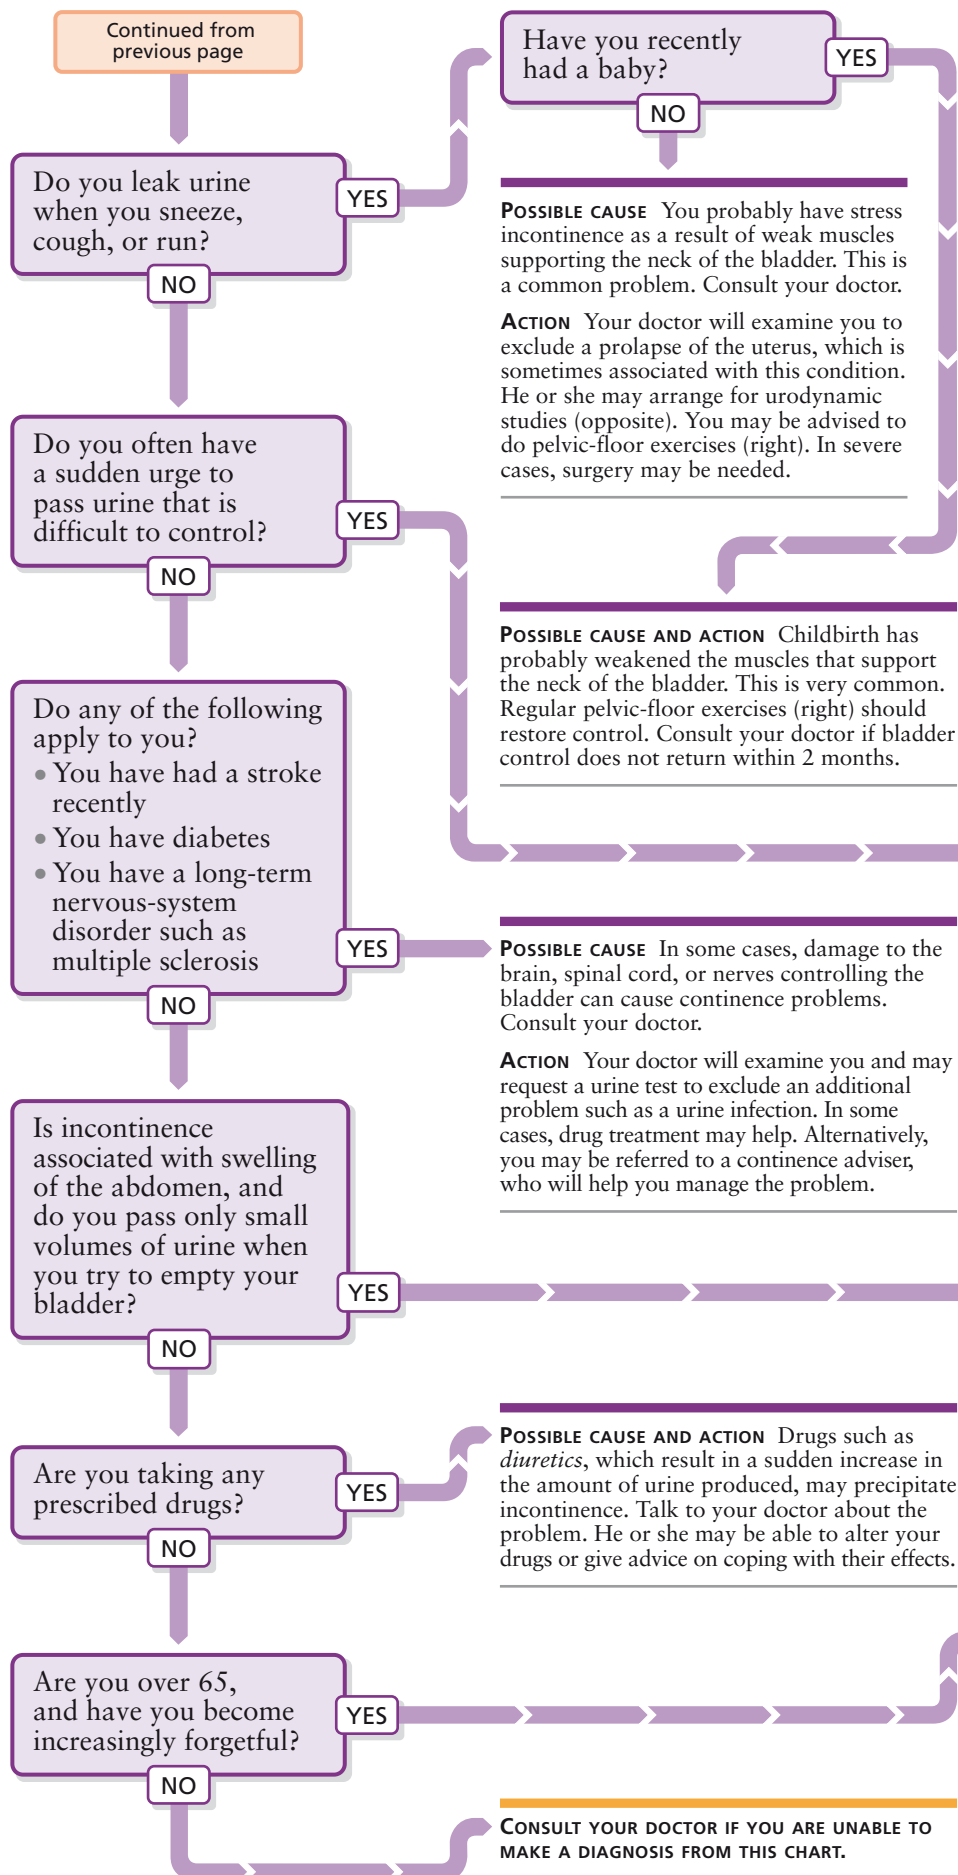 Continued from
previous page
Have you recently
had a baby?
YES
NO
Do you leak urine
when you sneeze,
cough, or run?
YES
NO
POSSIBLE CAUSE You probably have stress
incontinence as a result of weak muscles
supporting the neck of the bladder. This is
a common problem. Consult your doctor.
ACTION Your doctor will examine you to
exclude a prolapse of the uterus, which is
sometimes associated with this condition.
He or she may arrange for urodynamic
studies (opposite). You may be advised to
do pelvic-floor exercises (right). In severe
cases, surgery may be needed.
Do you often have
a sudden urge to
pass urine that is
difficult to control?
YES
NO
POSSIBLE CAUSE AND ACTION Childbirth has
probably weakened the muscles that support
the neck of the bladder. This is very common.
Regular pelvic-floor exercises (right) should
restore control. Consult your doctor if bladder
control does not return within 2 months.
Do any of the following
apply to you?
• You have had a stroke
recently
• You have diabetes
• You have a long-term
nervous-system
disorder such as
multiple sclerosis
YES
NO
POSSIBLE CAUSE In some cases, damage to the
brain, spinal cord, or nerves controlling the
bladder can cause continence problems.
Consult your doctor.
ACTION Your doctor will examine you and may
request a urine test to exclude an additional
problem such as a urine infection. In some
cases, drug treatment may help. Alternatively,
you may be referred to a continence adviser,
who will help you manage the problem.
Is incontinence
associated with swelling
of the abdomen, and
do you pass only small
volumes of urine when
you try to empty your
bladder?
YES
NO
Are you taking any
prescribed drugs?
YES
NO
POSSIBLE CAUSE AND ACTION Drugs such as
diuretics, which result in a sudden increase in
the amount of urine produced, may precipitate
incontinence. Talk to your doctor about the
problem. He or she may be able to alter your
drugs or give advice on coping with their effects.
Are you over 65,
and have you become
increasingly forgetful?
YES
NO
CONSULT YOUR DOCTOR IF YOU ARE UNABLE TO
MAKE A DIAGNOSIS FROM THIS CHART.